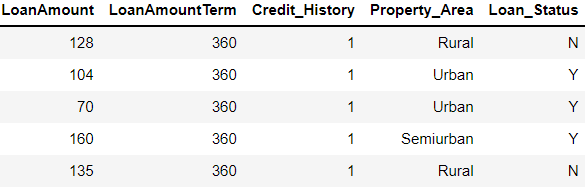 LoanAmount LoanAmountTerm Credit_History Property_Area Loan_Status
128 360 1 Rural N
104 360 1 Urban Y
70 360 1 Urban Y
160 360 1 Semiurban Y
135 360 1 Rural N